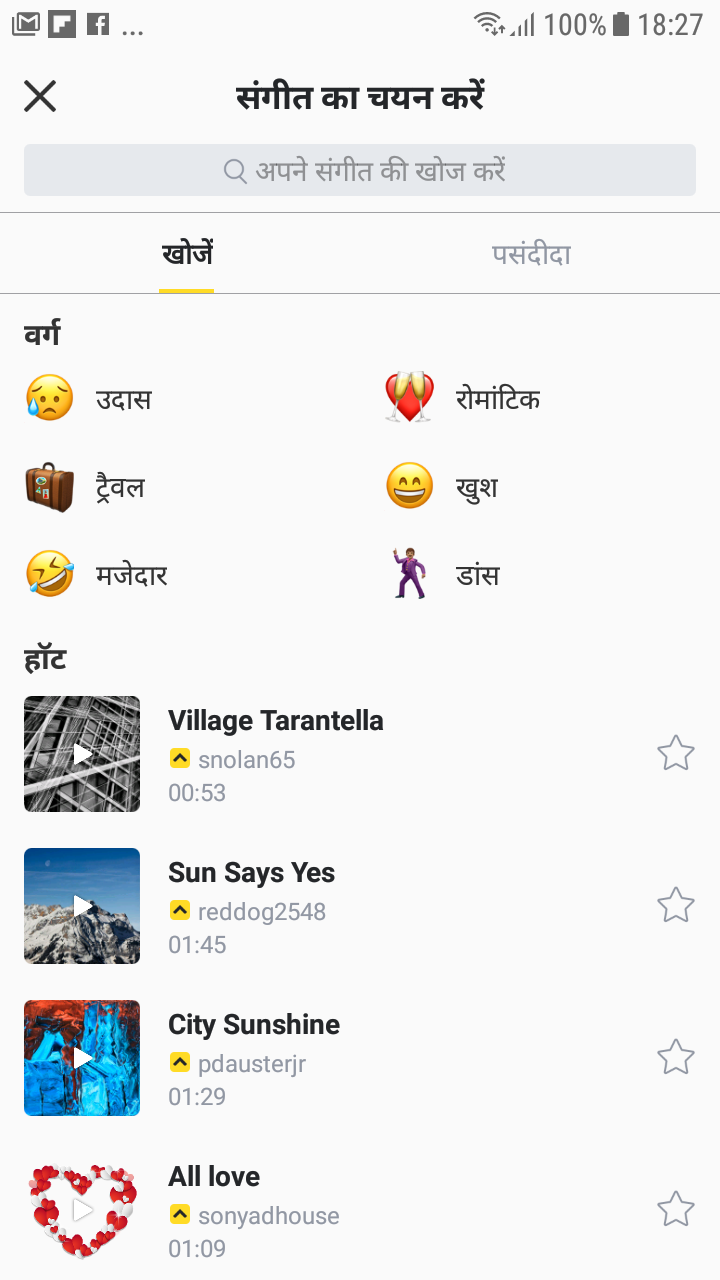 ... 100% 18:27
संगीत का चयन करें
अपने संगीत की खोज करें
खोजें पसंदीदा
वर्ग
उदास रोमांटिक
ट्रैवल खुश
मजेदार डांस
हॉट
Village Tarantella
snolan65
00:53
Sun Says Yes
reddog2548
01:45
City Sunshine
pdausterjr
01:29
All love
sonyadhouse
01:09